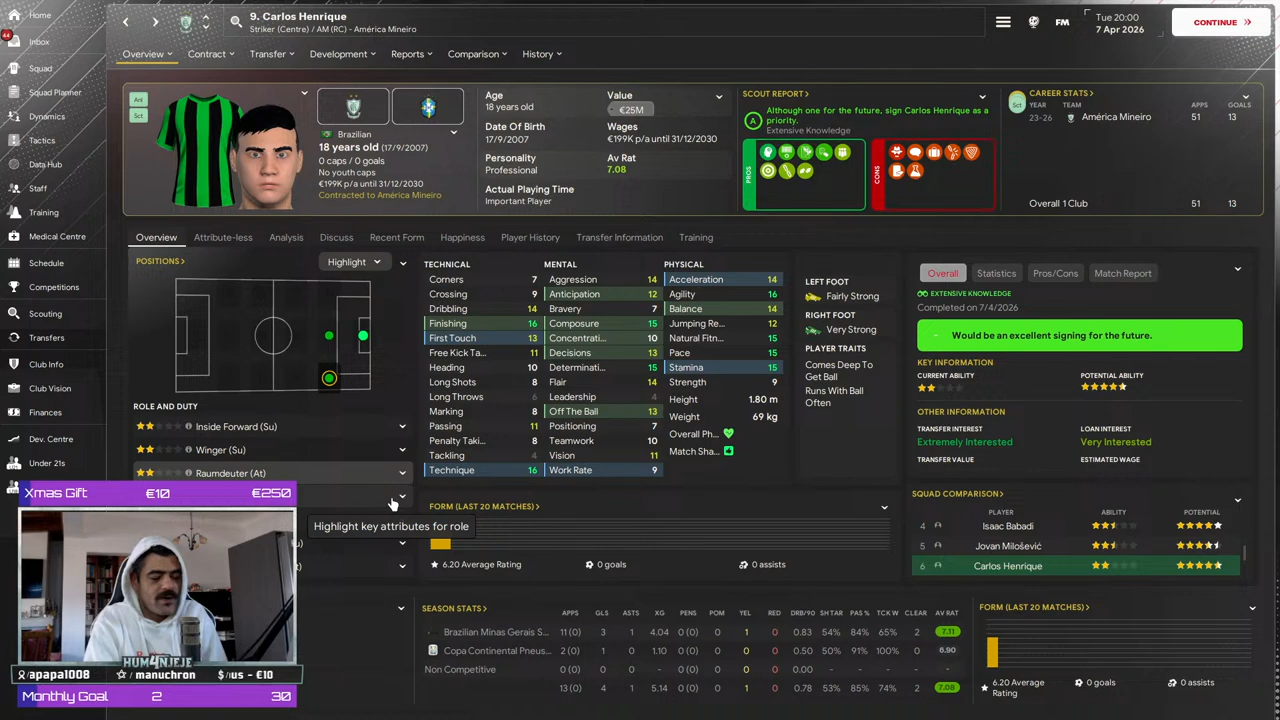 Home
44
Inbox
Squad
Squad Planner
Dynamics
Tactics
Data Hub
Staff
Training
Medical Centre
Schedule
Competitions
Scouting
Transfers
Club Info
Club Vision
Finances
Dev. Centre
Under 21s
9. Carlos Henrique
Striker (Centre) / AM (RC) - América Mineiro
FM
Tue 20:00
7 Apr 2026
CONTINUE
Overview
Contract
Transfer
Development
Reports
Comparison
History
Ani
Sct
Brazilian
18 years old (17/9/2007)
0 caps / 0 goals
No youth caps
€199K p/a until 31/12/2030
Contracted to América Mineiro
Age
18 years old
Date Of Birth
17/9/2007
Personality
Professional
Actual Playing Time
Important Player
Value
€25M
Wages
€199K p/a until 31/12/2030
Av Rat
7.08
SCOUT REPORT
A
Although one for the future, sign Carlos Henrique as a
priority.
Extensive Knowledge
PROS
CONS
Sct
CAREER STATS
YEAR TEAM APPS GOALS
23-26 América Mineiro 51 13
Overall 1 Club 51 13
Overview
Attribute-less
Analysis
Discuss
Recent Form
Happiness
Player History
Transfer Information
Training
POSITIONS
Highlight
ROLE AND DUTY
Inside Forward (Su)
Winger (Su)
Raumdeuter (At)
Highlight key attributes for role
TECHNICAL
Corners 7
Crossing 9
Dribbling 14
Finishing 16
First Touch 13
Free Kick Ta... 11
Heading 10
Long Shots 8
Long Throws 6
Marking 8
Passing 11
Penalty Taki... 8
Tackling 4
Technique 16
MENTAL
Aggression 14
Anticipation 12
Bravery 7
Composure 15
Concentrati... 10
Decisions 13
Determinati... 15
Flair 14
Leadership 4
Off The Ball 13
Positioning 7
Teamwork 10
Vision 11
Work Rate 9
PHYSICAL
Acceleration 14
Agility 16
Balance 14
Jumping Re... 12
Natural Fitn... 15
Pace 15
Stamina 15
Strength 9
Height 1.80 m
Weight 69 kg
Overall Ph...
Match Sha...
LEFT FOOT
Fairly Strong
RIGHT FOOT
Very Strong
PLAYER TRAITS
Comes Deep To
Get Ball
Runs With Ball
Often
Overall
Statistics
Pros/Cons
Match Report
EXTENSIVE KNOWLEDGE
Completed on 7/4/2026
- Would be an excellent signing for the future.
KEY INFORMATION
CURRENT ABILITY POTENTIAL ABILITY
OTHER INFORMATION
TRANSFER INTEREST LOAN INTEREST
Extremely Interested Very Interested
TRANSFER VALUE ESTIMATED WAGE
SQUAD COMPARISON
PLAYER ABILITY POTENTIAL
4 Isaac Babadi
5 Jovan Milošević
6 Carlos Henrique
FORM (LAST 20 MATCHES)
6.20 Average Rating
0 goals
0 assists
SEASON STATS
APPS GLS ASTS XG PENS POM YEL RED DRB/90 SH TAR PAS % TCK W CLEAR AV RAT
Brazilian Minas Gerais S... 11 (0) 3 1 4.04 0 (0) 0 1 0 0.83 54% 84% 65% 2 7.11
Copa Continental Pneus... 2 (0) 1 0 1.10 0 (0) 0 0 0 0.50 50% 91% 100% 0 6.90
Non Competitive 0 (0) - - - - - - - - - - - - -
13 (0) 4 1 5.14 0 (0) 0 1 0 0.78 53% 85% 74% 2 7.08
FORM (LAST 20 MATCHES)
6.20 Average
Rating
0 goals
0 assists
Xmas Gift €10 €250
HUM4NJEJE
/apapa1008
/manuchron
$/us - €10
Monthly Goal 2 30